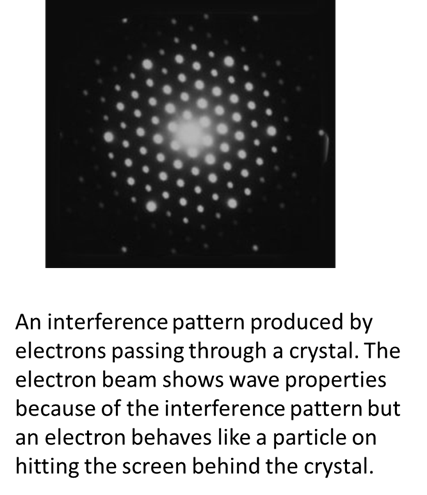 An interference pattern produced by
electrons passing through a crystal. The
electron beam shows wave properties
because of the interference pattern but
an electron behaves like a particle on
hitting the screen behind the crystal.